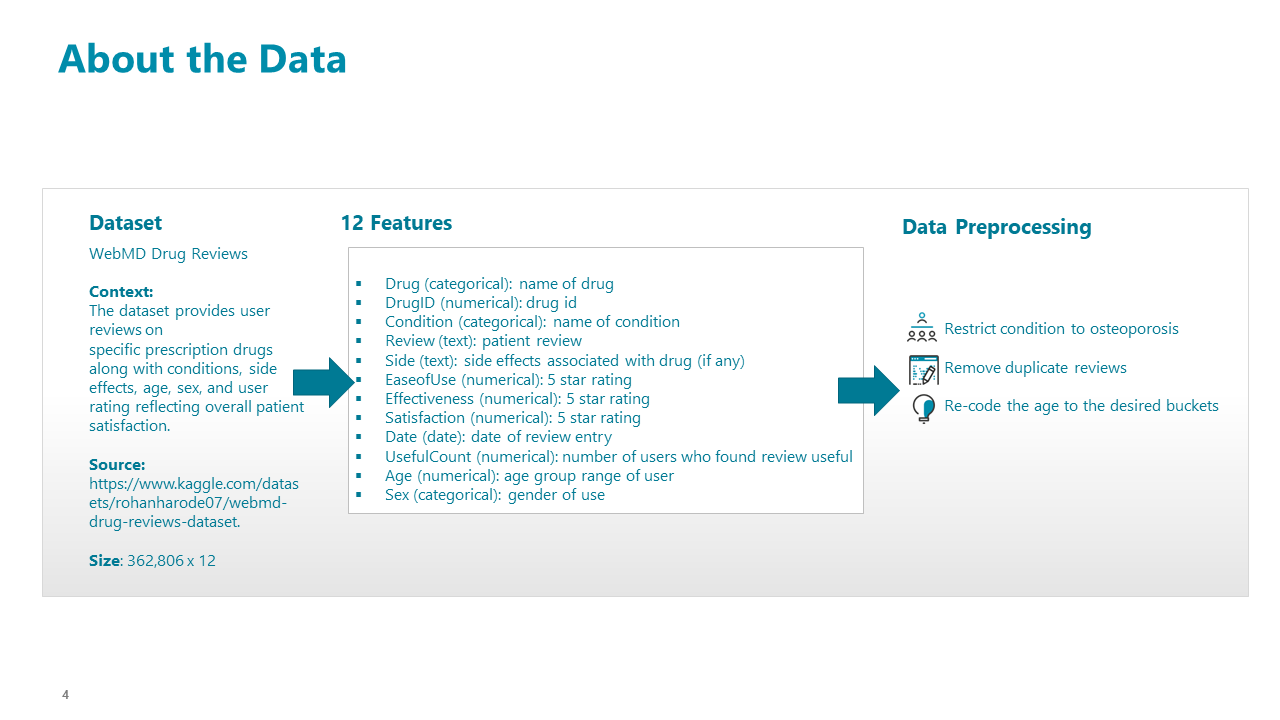 About the Data
Dataset
WebMD Drug Reviews
Context:
The dataset provides user
reviews on
specific prescription drugs
along with conditions, side
effects, age, sex, and user
rating reflecting overall patient
satisfaction.
Source:
https://www.kaggle.com/datas
ets/rohanharode07/webmd-
drug-reviews-dataset.
Size: 362,806 x 12
12 Features
▪ Drug (categorical): name of drug
▪ DrugID (numerical): drug id
▪ Condition (categorical): name of condition
▪ Review (text): patient review
▪ Side (text): side effects associated with drug (if any)
▪ EaseofUse (numerical): 5 star rating
▪ Effectiveness (numerical): 5 star rating
▪ Satisfaction (numerical): 5 star rating
▪ Date (date): date of review entry
▪ UsefulCount (numerical): number of users who found review useful
▪ Age (numerical): age group range of user
▪ Sex (categorical): gender of use
Data Preprocessing
Restrict condition to osteoporosis
Remove duplicate reviews
Re-code the age to the desired buckets
4